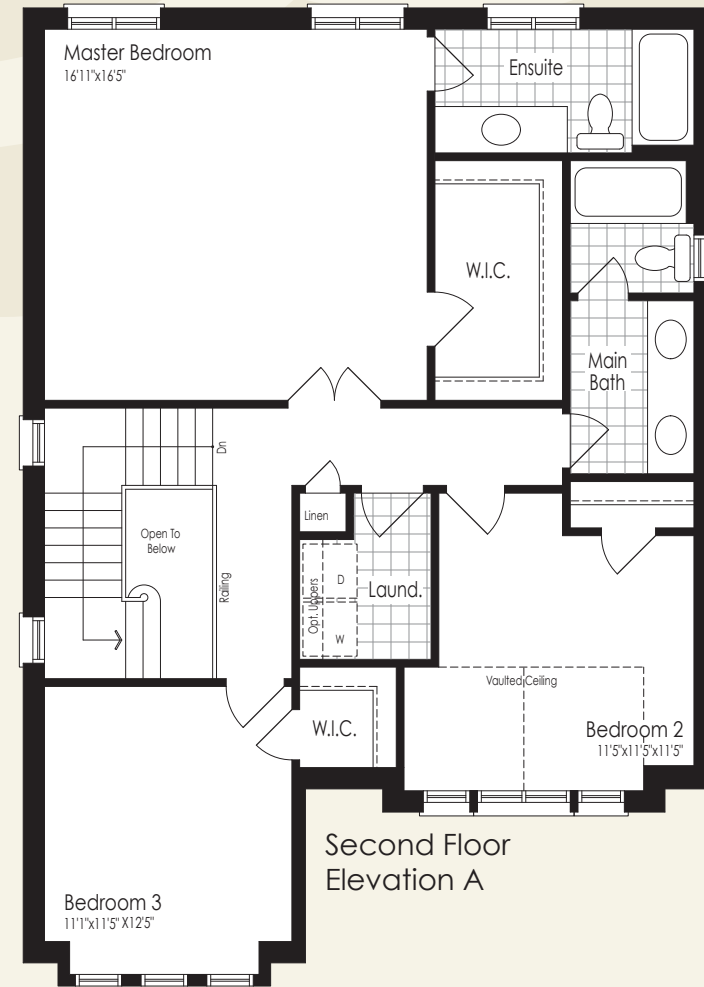 Master Bedroom
16'11"x16'5"
Ensuite
W.I.C.
Main
Bath
Dn
Open To
Below
Railing
Linen
Opt. Uppers
D
W
Laund.
Vaulted Ceiling
Bedroom 2
11'5"x11'5"x11'5"
W.I.C.
Second Floor
Elevation A
Bedroom 3
11'1"x11'5" X12'5"